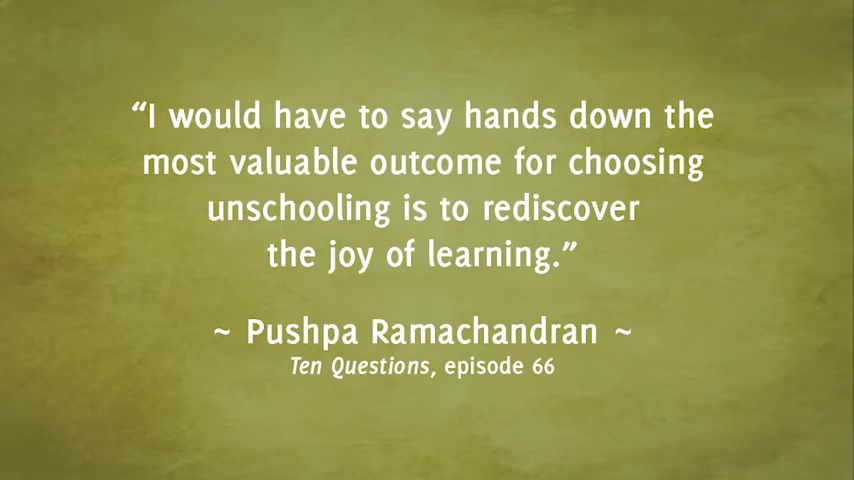 “I would have to say hands down the
most valuable outcome for choosing
unschooling is to rediscover
the joy of learning.”
~ Pushpa Ramachandran ~
Ten Questions, episode 66